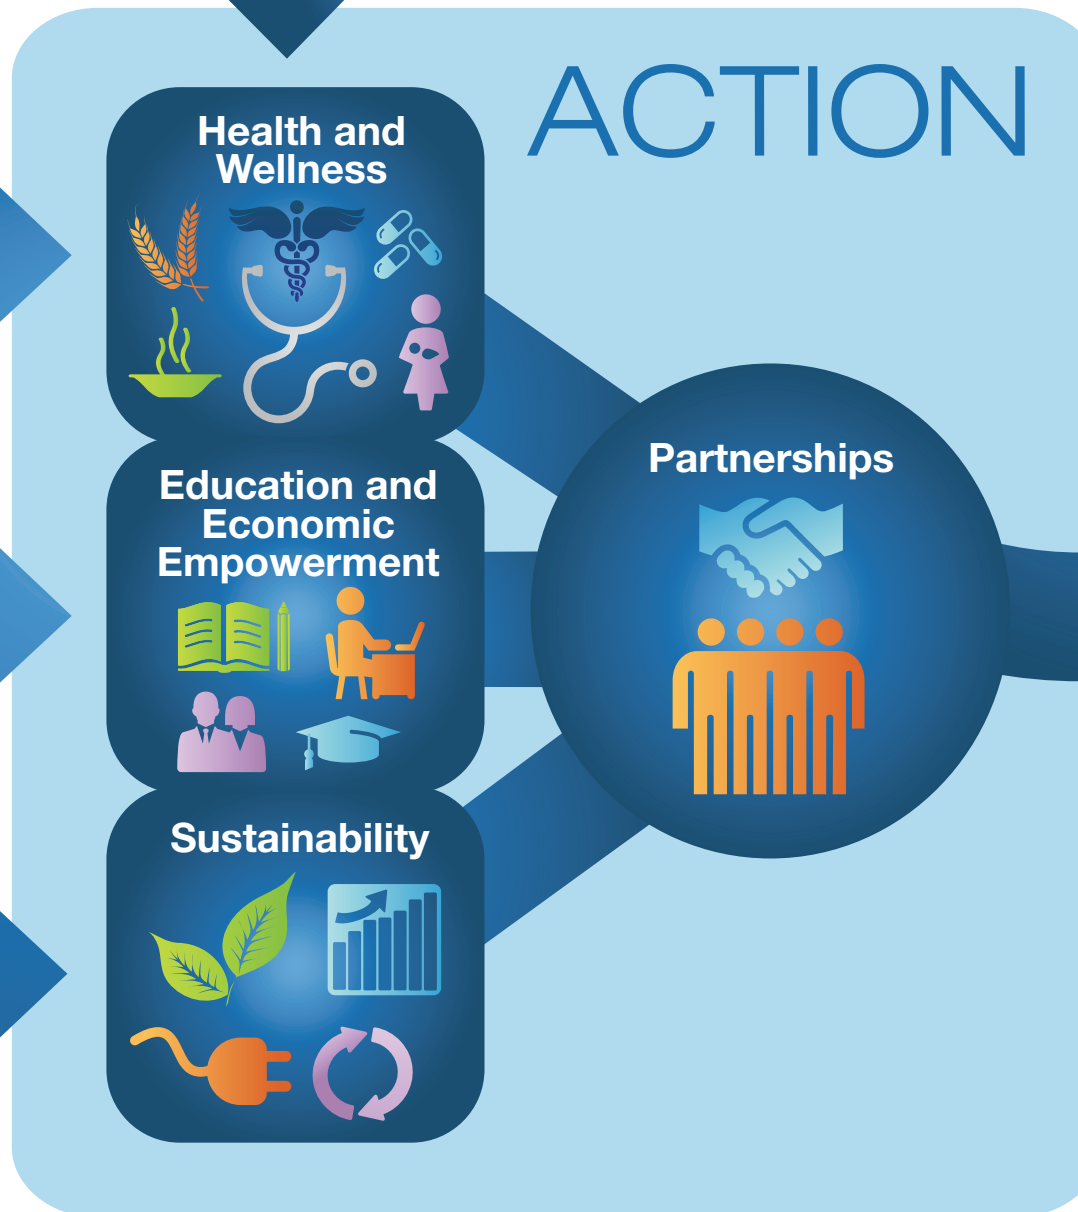 ACTION
Health and
Wellness
Education and
Economic
Empowerment
Sustainability
Partnerships